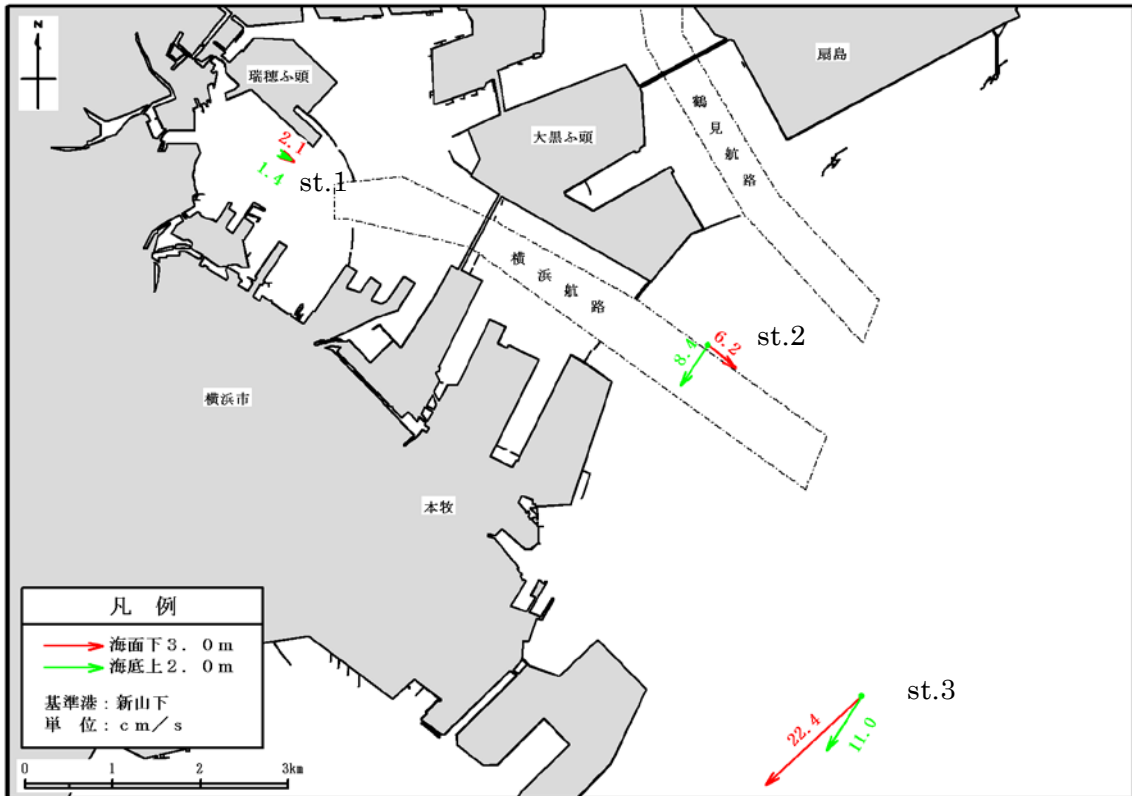 N
扇島
瑞穂ふ頭
大黒ふ頭
鶴見航路
2.1
1.4
st.1
横浜航路
st.2
6.2
8.4
横浜市
本牧
凡 例
海面下3.0m
海底上2.0m
基準港:新山下
単 位:cm/s
st.3
22.4
11.0
0 1 2 3km